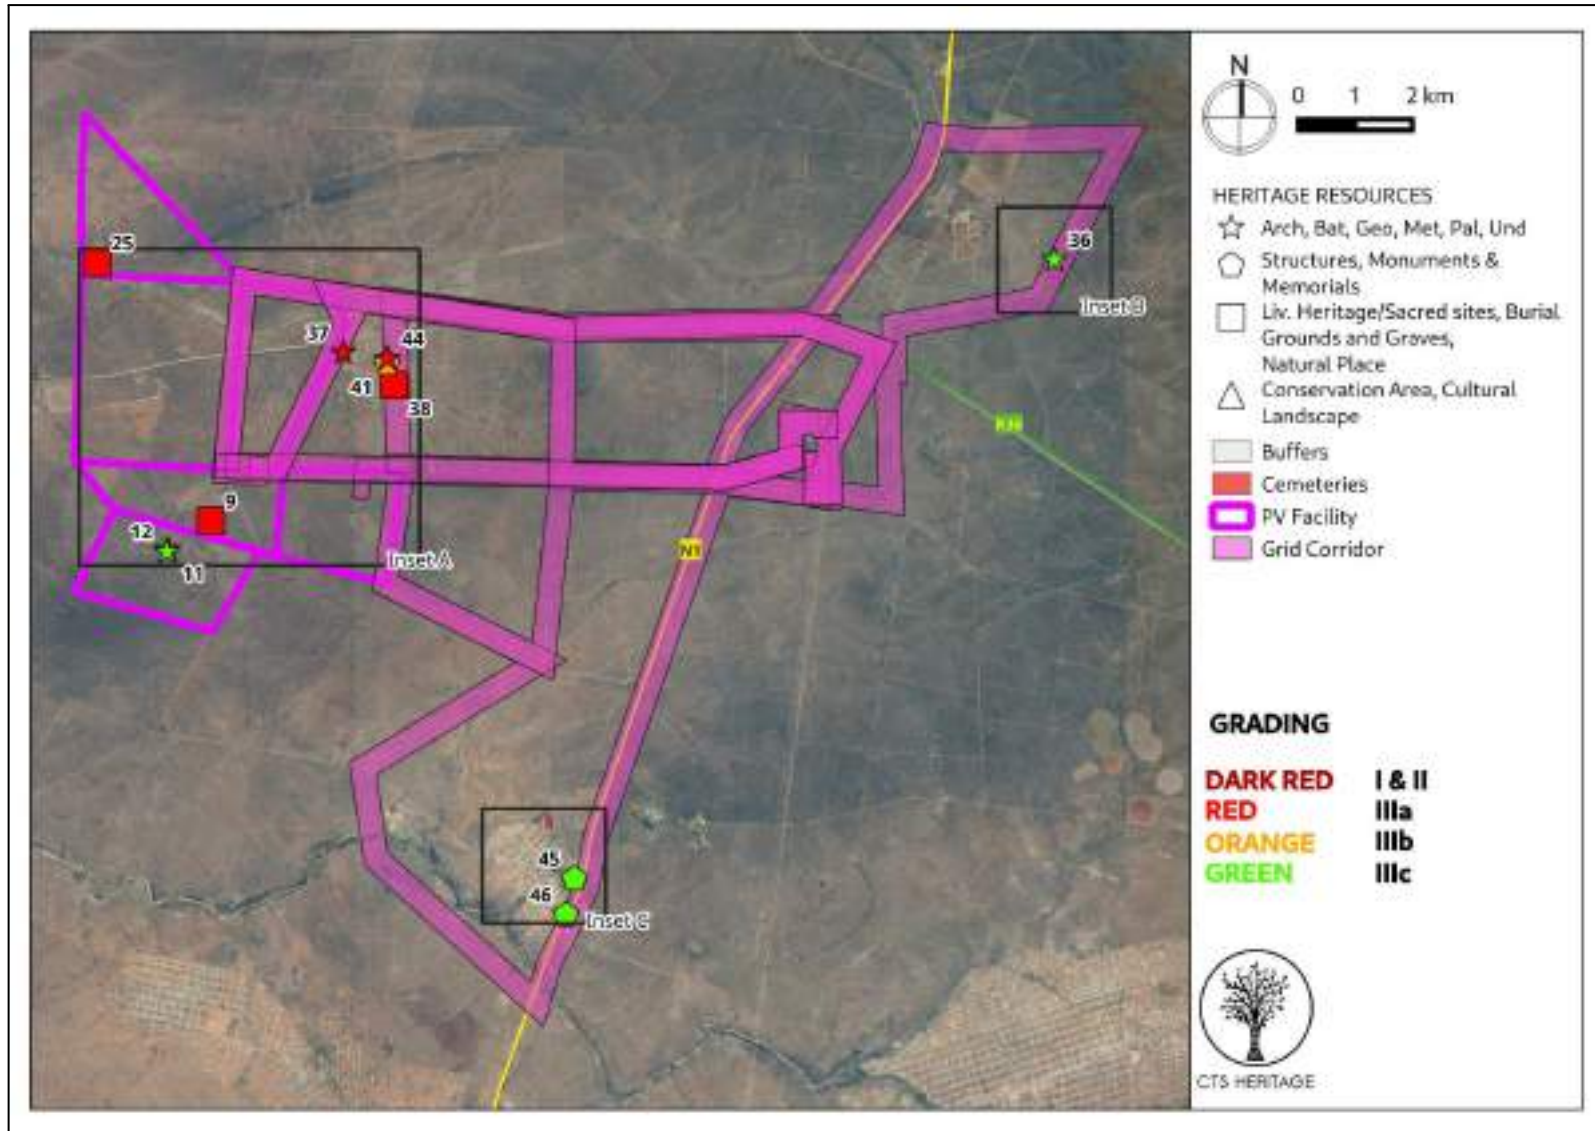 25
36
Inset B
37
44
41
38
9
12
11
Inset A
N1
45
46
Inset C
N
0 1 2 km
HERITAGE RESOURCES
Arch, Bat, Geo, Met, Pal, Und
Structures, Monuments &
Memorials
Liv. Heritage/Sacred sites, Burial
Grounds and Graves,
Natural Place
Conservation Area, Cultural
Landscape
Buffers
Cemeteries
PV Facility
Grid Corridor
GRADING
DARK RED I & II
RED IIIa
ORANGE IIIb
GREEN IIIc
CTS HERITAGE